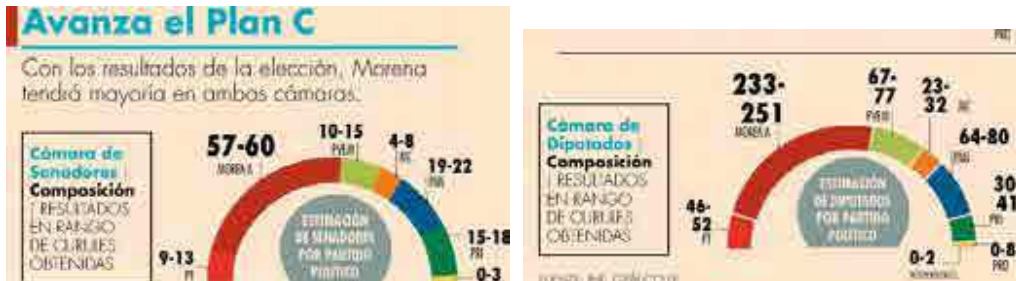 Avanza el Plan C
Con los resultados de la elección, Morena
tendrá mayoría en ambas cámaras.
Cámara de
Senadores |
Composición
| RESULTADOS
EN RANGO
DE CURULES
OBTENIDAS
9-13
PT
57-60
MORENA
10-15
PVEM
4-8
MC
19-22
PAN
15-18
PRI
0-3
ESTIMACIÓN
DE SENADORES
POR PARTIDO
POLÍTICO
Cámara de
Diputados |
Composición
| RESULTADOS
EN RANGO
DE CURULES
OBTENIDAS
46-
52
PT
233-
251
MORENA
67-
77
PVEM
23-
32
MC
64-80
PAN
30
41
PRI
0-8
PRD
0-2
ESTIMACIÓN
DE DIPUTADOS
POR PARTIDO
POLÍTICO